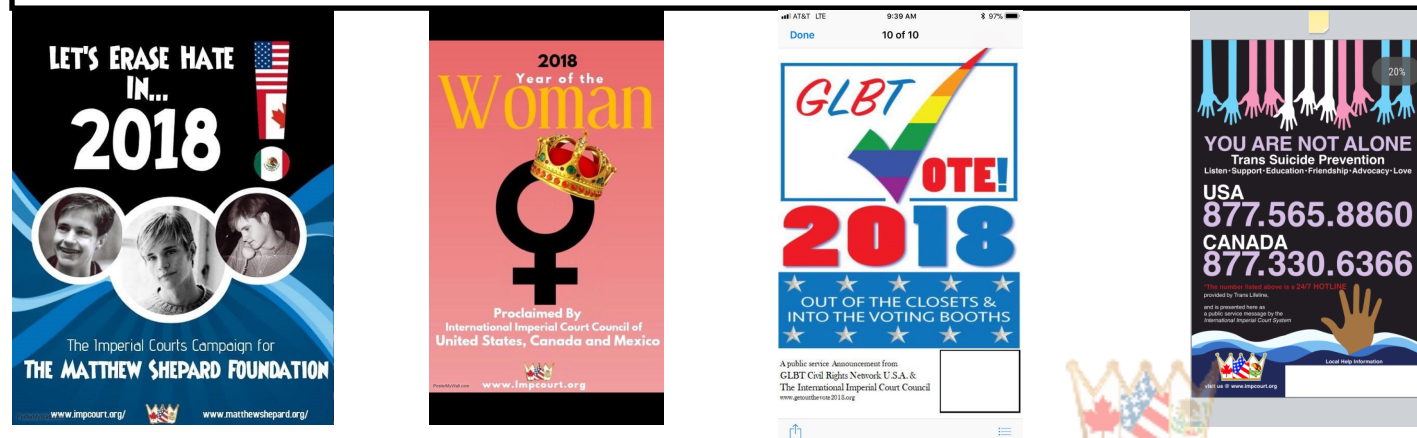 LET'S ERASE HATE
IN...
2018
The Imperial Courts Campaign for
THE MATTHEW SHEPARD FOUNDATION
www.impcourt.org/
www.matthewshepard.org/
2018
Year of the
Woman
Proclaimed By
International Imperial Court Council of
United States, Canada and Mexico
PosterMyWall.com
www.Impcourt.org
AT&T LTE
9:39 AM
97%
Done
10 of 10
GLBT
VOTE!
2018
OUT OF THE CLOSETS &
INTO THE VOTING BOOTHS
A public service Announcement from
GLBT Civil Rights Network U.S.A. &
The International Imperial Court Council
www.getoutthevote2018.org
20%
YOU ARE NOT ALONE
Trans Suicide Prevention
Listen·Support·Education·Friendship·Advocacy·Love
USA
877.565.8860
CANADA
877.330.6366
*The number listed above is a 24/7 HOTLINE
provided by Trans Lifeline.
and is presented here as
a public service message by the
International Imperial Court System
Local Help Information
visit us @ www.impcourt.org